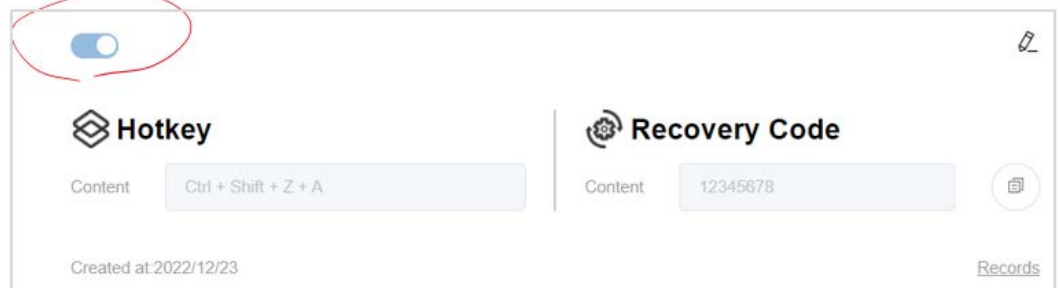 Hotkey
Recovery Code
Content
Ctrl + Shift + Z + A
Content
12345678
Created at:2022/12/23
Records